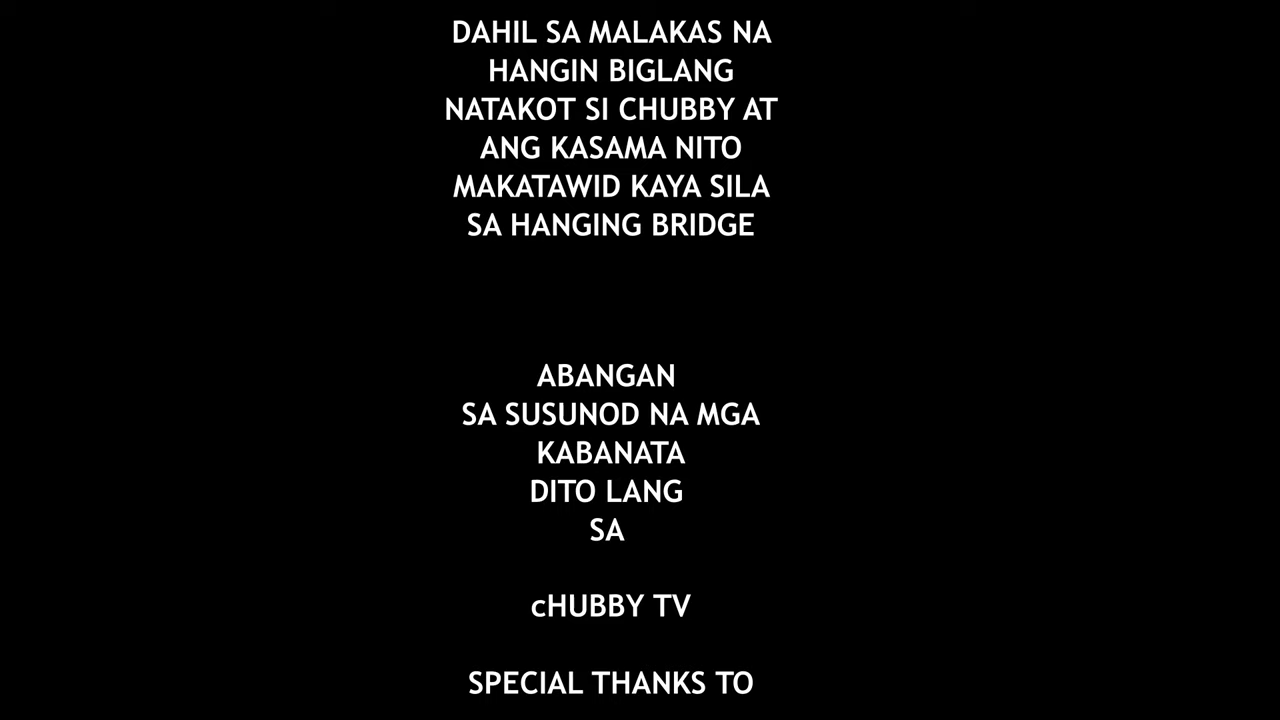 DAHIL SA MALAKAS NA
HANGIN BIGLANG
NATAKOT SI CHUBBY AT
ANG KASAMA NITO
MAKATAWID KAYA SILA
SA HANGING BRIDGE
ABANGAN
SA SUSUNOD NA MGA
KABANATA
DITO LANG
SA
cHUBBY TV
SPECIAL THANKS TO